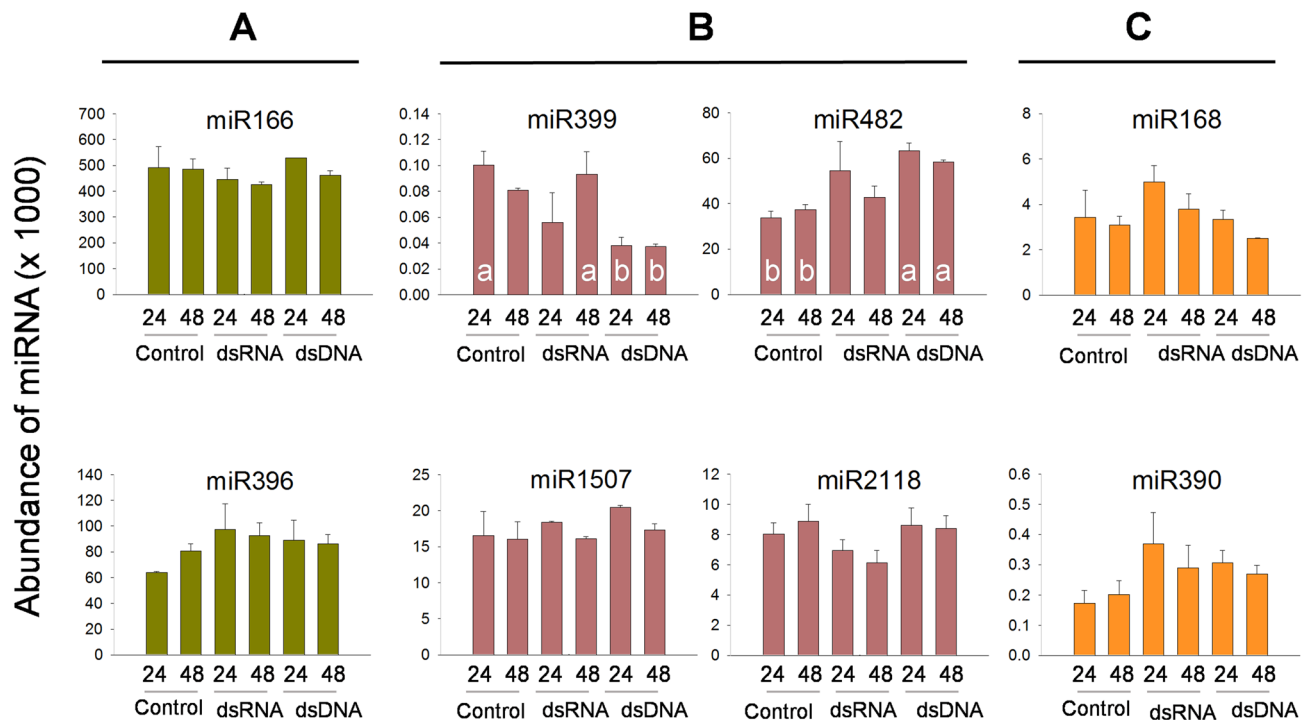 A B C
Abundance of miRNA (x 1000)
miR166
700
600
500
400
300
200
100
0
24 48 24 48 24 48
Control dsRNA dsDNA
miR399
0.14
0.12
0.10
0.08
0.06
0.04
0.02
0.00
a a b b
24 48 24 48 24 48
Control dsRNA dsDNA
miR482
80
60
40
20
0
b b a a
24 48 24 48 24 48
Control dsRNA dsDNA
miR168
8
6
4
2
0
24 48 24 48 24 48
Control dsRNA dsDNA
miR396
140
120
100
80
60
40
20
0
24 48 24 48 24 48
Control dsRNA dsDNA
miR1507
25
20
15
10
5
0
24 48 24 48 24 48
Control dsRNA dsDNA
miR2118
12
10
8
6
4
2
0
24 48 24 48 24 48
Control dsRNA dsDNA
miR390
0.6
0.5
0.4
0.3
0.2
0.1
0.0
24 48 24 48 24 48
Control dsRNA dsDNA